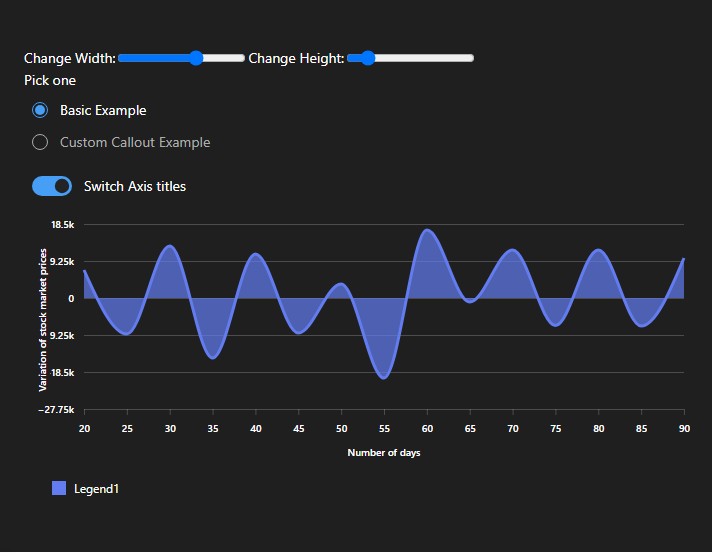 Change Width: Change Height:
Pick one
Basic Example
Custom Callout Example
Switch Axis titles
18.5k
9.25k
0
9.25k
18.5k
−27.75k
Variation of stock market prices
20 25 30 35 40 45 50 55 60 65 70 75 80 85 90
Number of days
Legend1